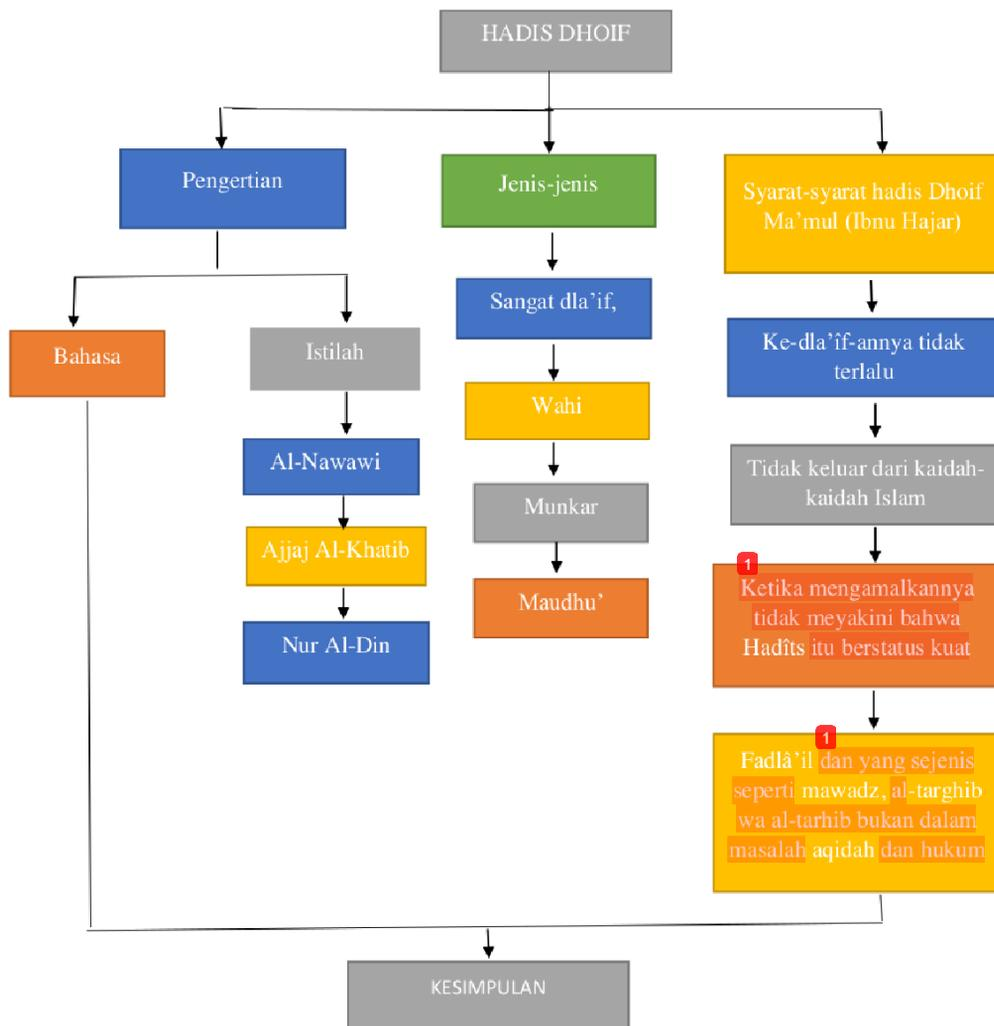 HADIS DHOIF
Pengertian
Jenis-jenis
Syarat-syarat hadis Dhoif
Ma’mul (Ibnu Hajar)
Bahasa
Istilah
Al-Nawawi
Ajjaj Al-Khatib
Nur Al-Din
Sangat dla’if,
Wahi
Munkar
Maudhu’
Ke-dla’îf-annya tidak
terlalu
Tidak keluar dari kaidah-
kaidah Islam
1
Ketika mengamalkannya
tidak meyakini bahwa
Hadîts itu berstatus kuat
1
Fadlâ’il dan yang sejenis
seperti mawadz, al-targhib
wa al-tarhib bukan dalam
masalah aqidah dan hukum
KESIMPULAN